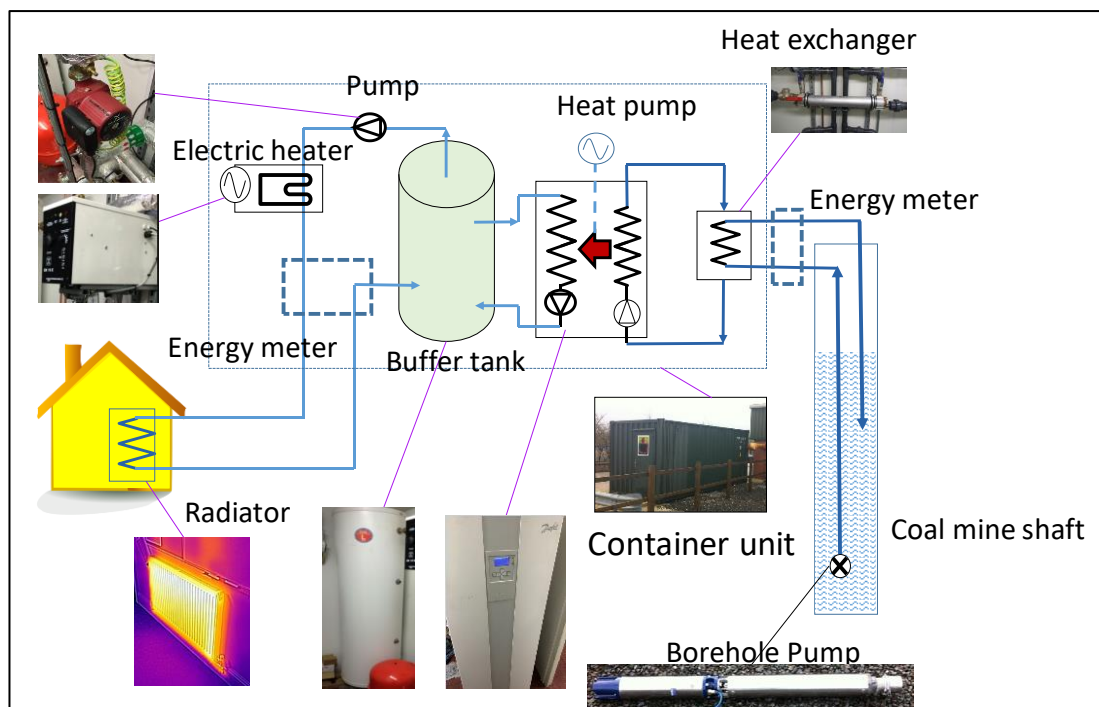 Heat exchanger
Pump
Heat pump
Electric heater
Energy meter
Energy meter
Buffer tank
Radiator
Container unit
Coal mine shaft
Borehole Pump
Danfoss